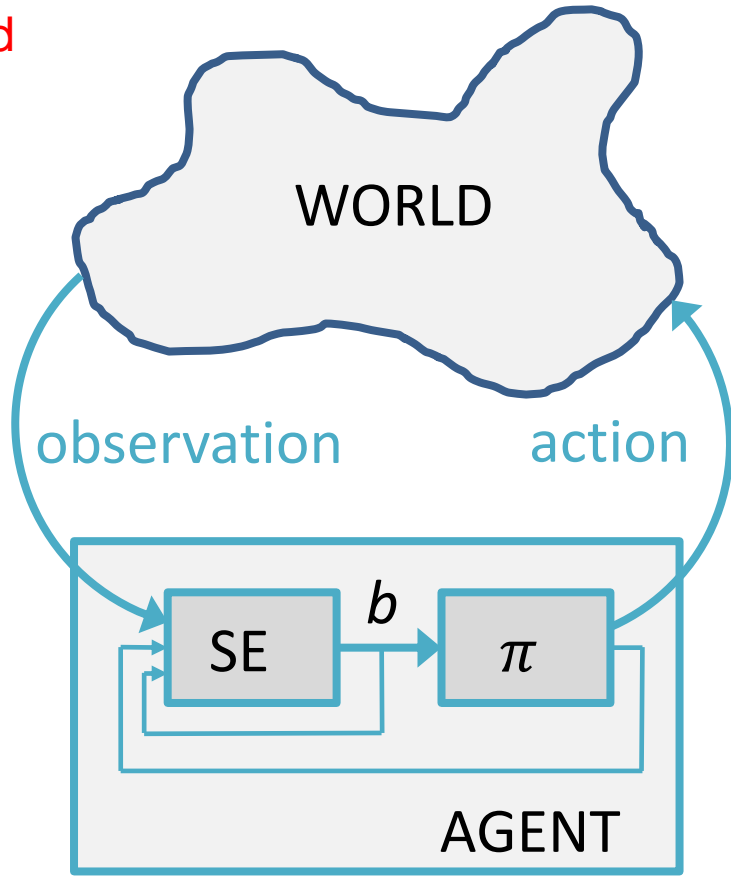 d
WORLD
observation
action
b
SE
π
AGENT